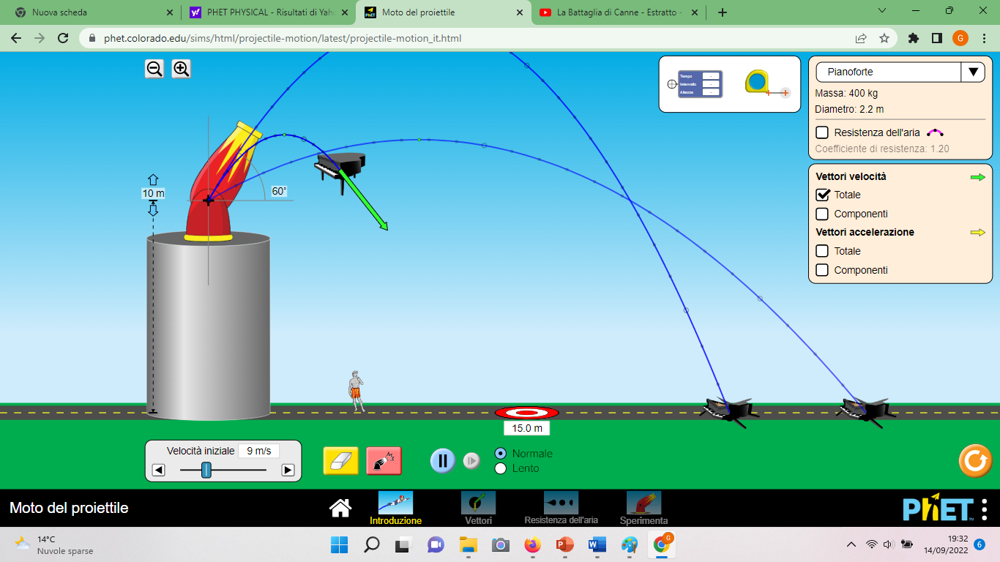 Nuova scheda
PHET PHYSICAL - Risultati di Yaho
Moto del proiettile
La Battaglia di Canne - Estratto -
phet.colorado.edu/sims/html/projectile-motion/latest/projectile-motion_it.html
G
Tempo -
Intervallo -
Altezza -
Pianoforte
Massa: 400 kg
Diametro: 2.2 m
Resistenza dell'aria
Coefficiente di resistenza: 1.20
Vettori velocità
Totale
Componenti
Vettori accelerazione
Totale
Componenti
10 m
60°
15.0 m
Velocità iniziale 9 m/s
Normale
Lento
Moto del proiettile
Introduzione
Vettori
Resistenza dell'aria
Sperimenta
PhET
14°C
Nuvole sparse
19:32
14/09/2022
6